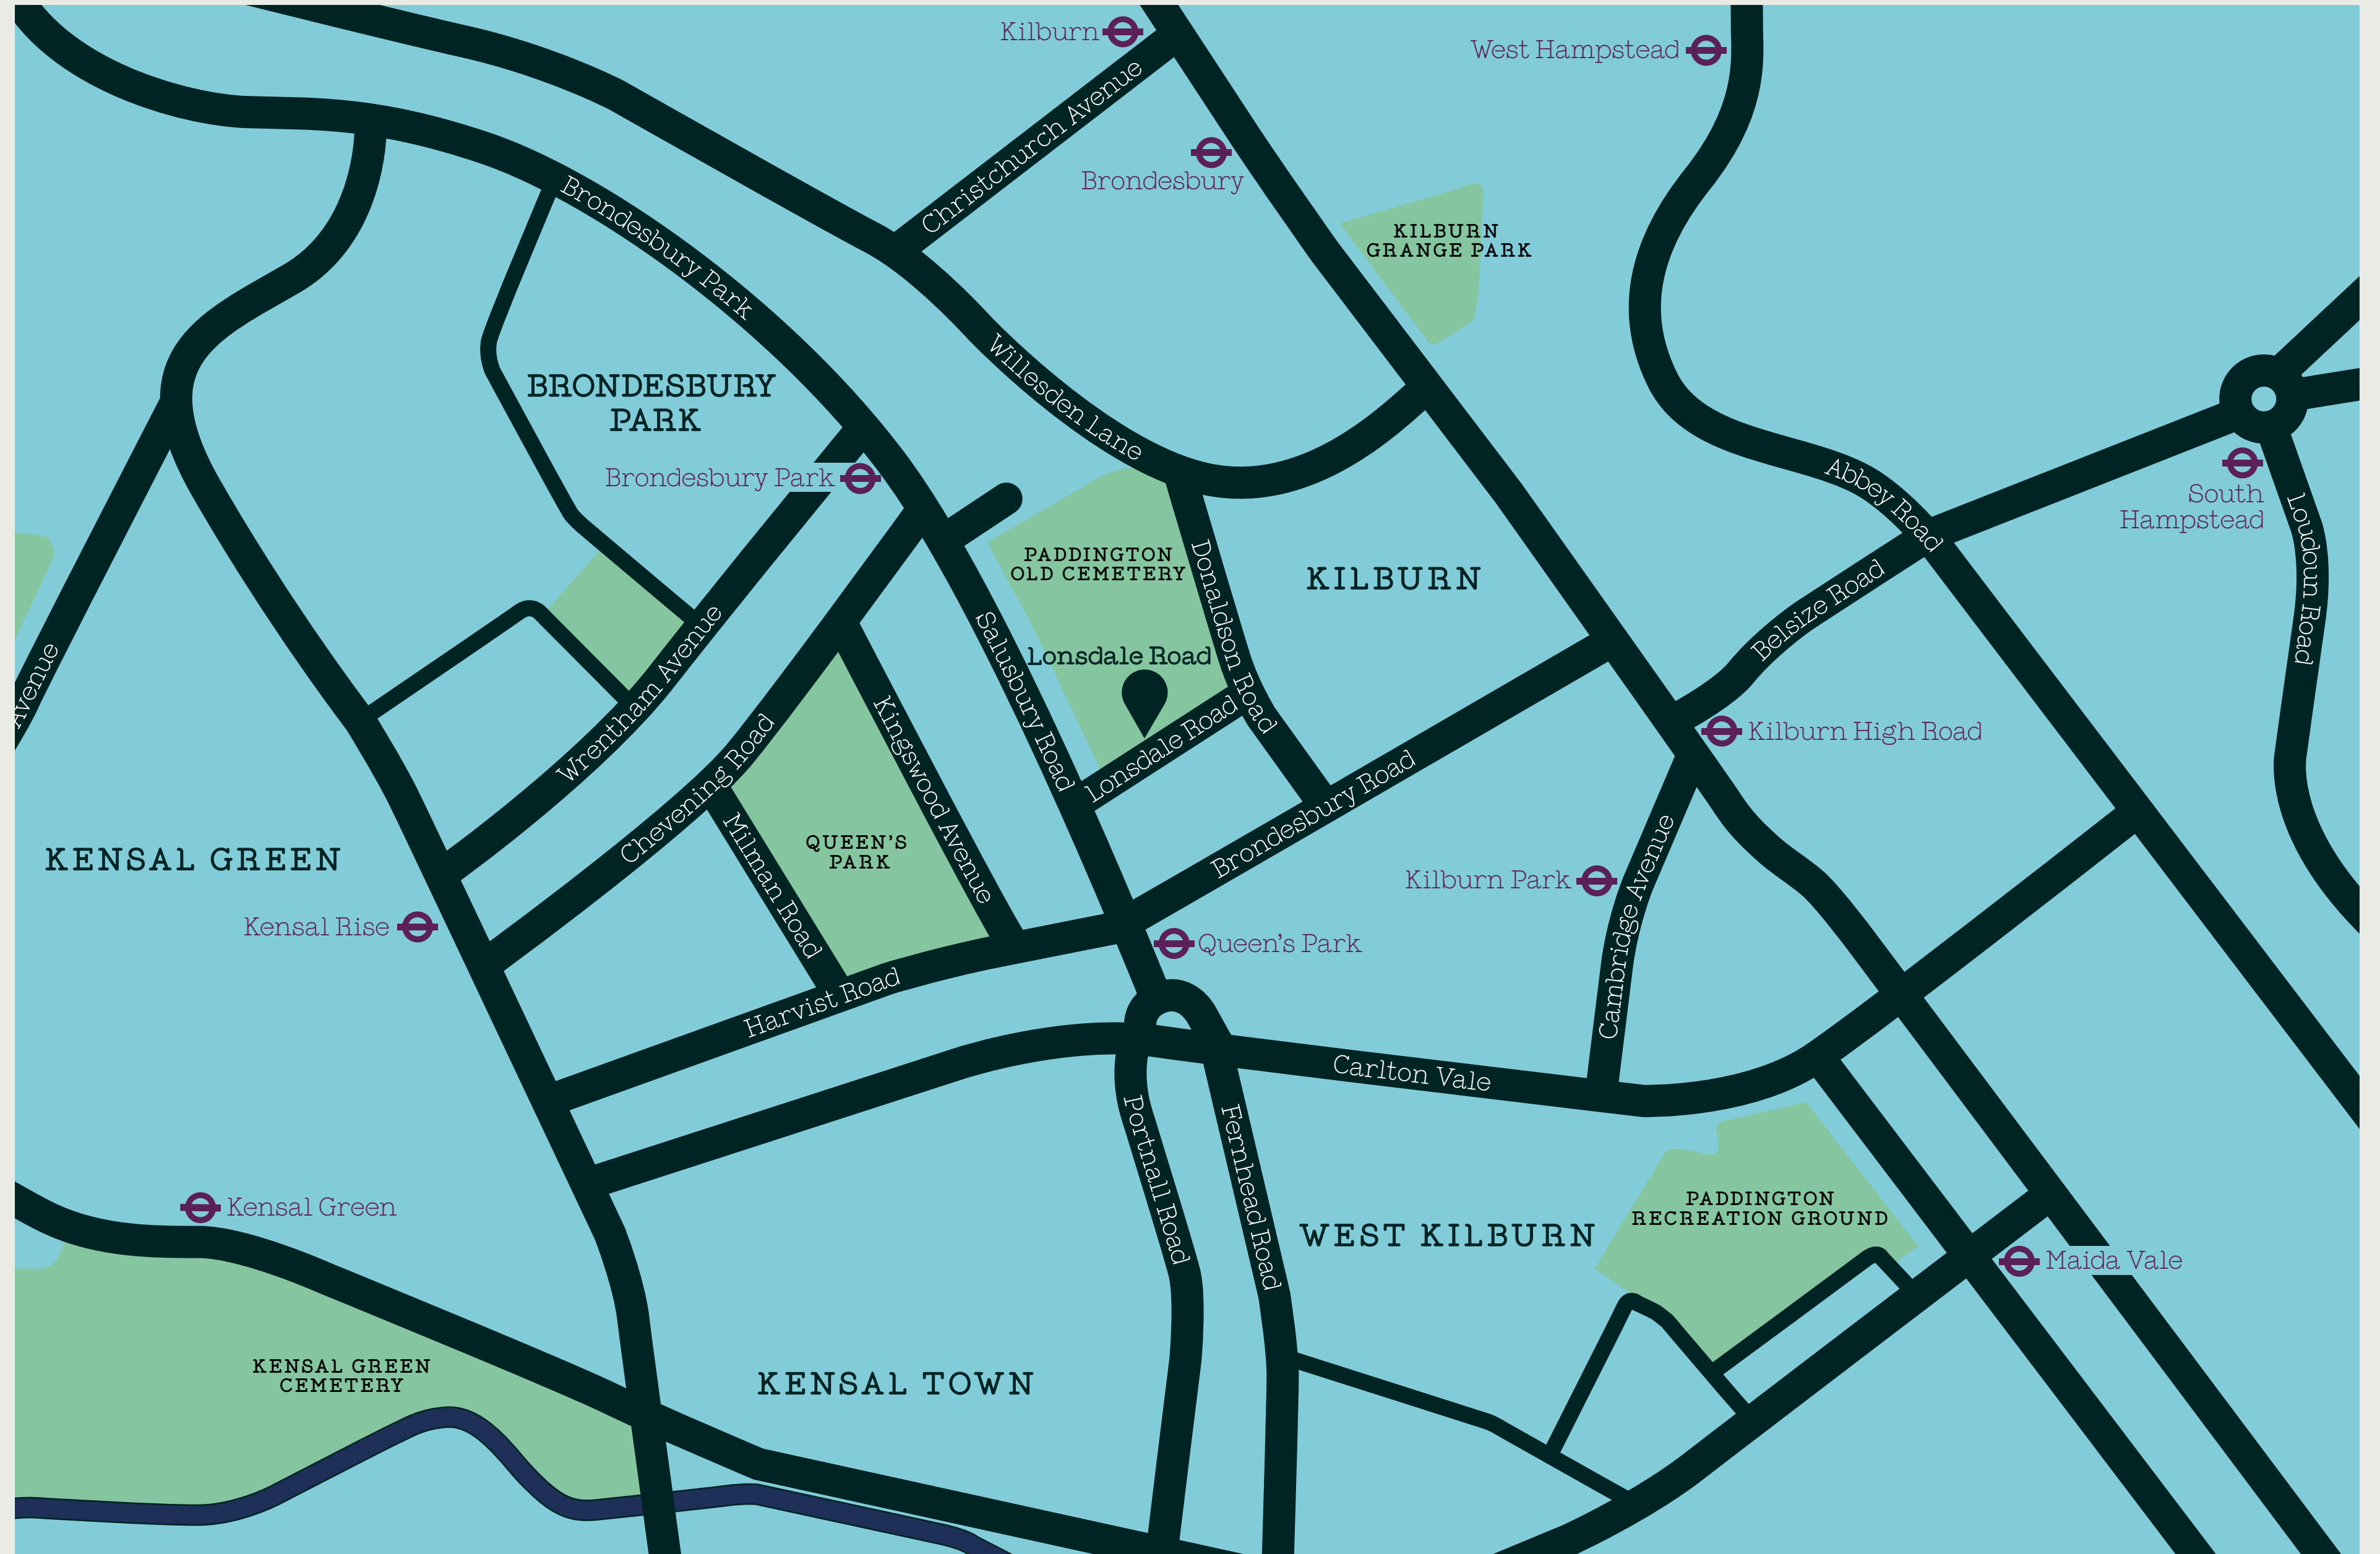 Kilburn
West Hampstead
Christchurch Avenue
Brondesbury
Brondesbury Park
KILBURN
GRANGE PARK
Willesden Lane
BRONDESBURY
PARK
Brondesbury Park
Abbey Road
South
Hampstead
Loudoun Road
PADDINGTON
OLD CEMETERY
Donaldson Road
KILBURN
Belsize Road
Salusbury Road
Lonsdale Road
Lonsdale Road
Avenue
Wrentham Avenue
Chevening Road
Kingswood Avenue
Kilburn High Road
Brondesbury Road
Milman Road
QUEEN'S
PARK
KENSAL GREEN
Kilburn Park
Cambridge Avenue
Kensal Rise
Queen's Park
Harvist Road
Carlton Vale
Portnall Road
Fernhead Road
Kensal Green
PADDINGTON
RECREATION GROUND
WEST KILBURN
Maida Vale
KENSAL GREEN
CEMETERY
KENSAL TOWN